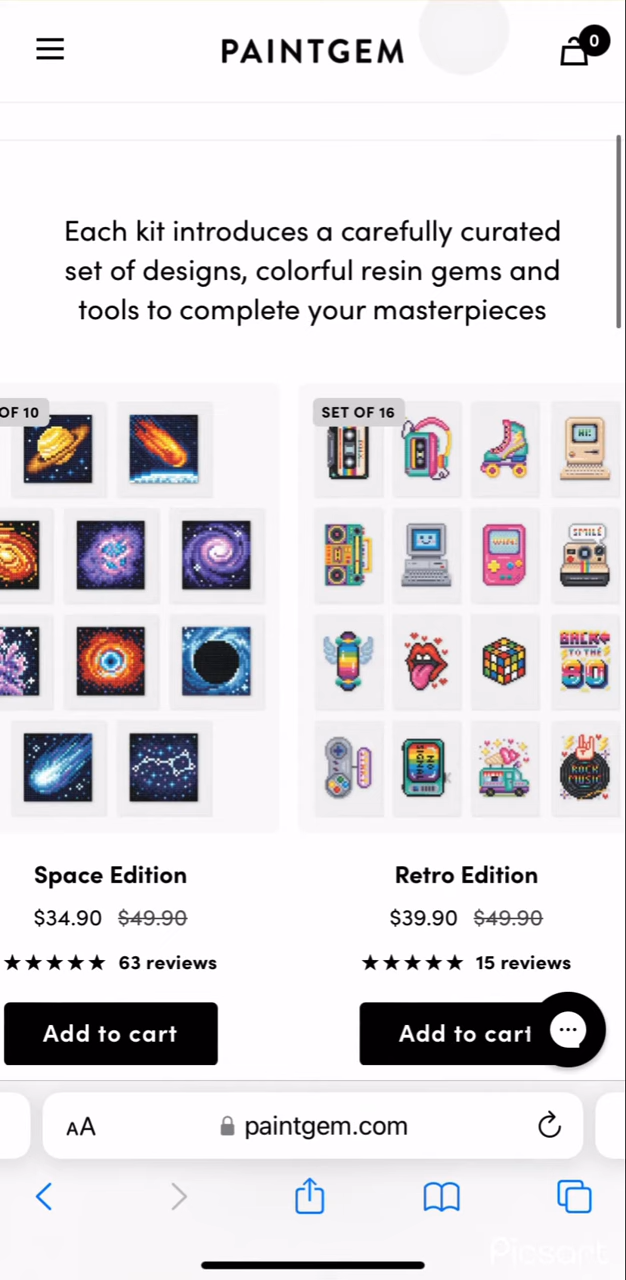 PAINTGEM
0
Each kit introduces a carefully curated
set of designs, colorful resin gems and
tools to complete your masterpieces
OF 10
SET OF 16
HI!
SMILE
WIN!
BACK
TO THE
80
NO
SIGNAL
ROCK
MUSIC
Space Edition
$34.90 $49.90
★★★★★ 63 reviews
Add to cart
Retro Edition
$39.90 $49.90
★★★★★ 15 reviews
Add to cart
AA
paintgem.com
Picsart